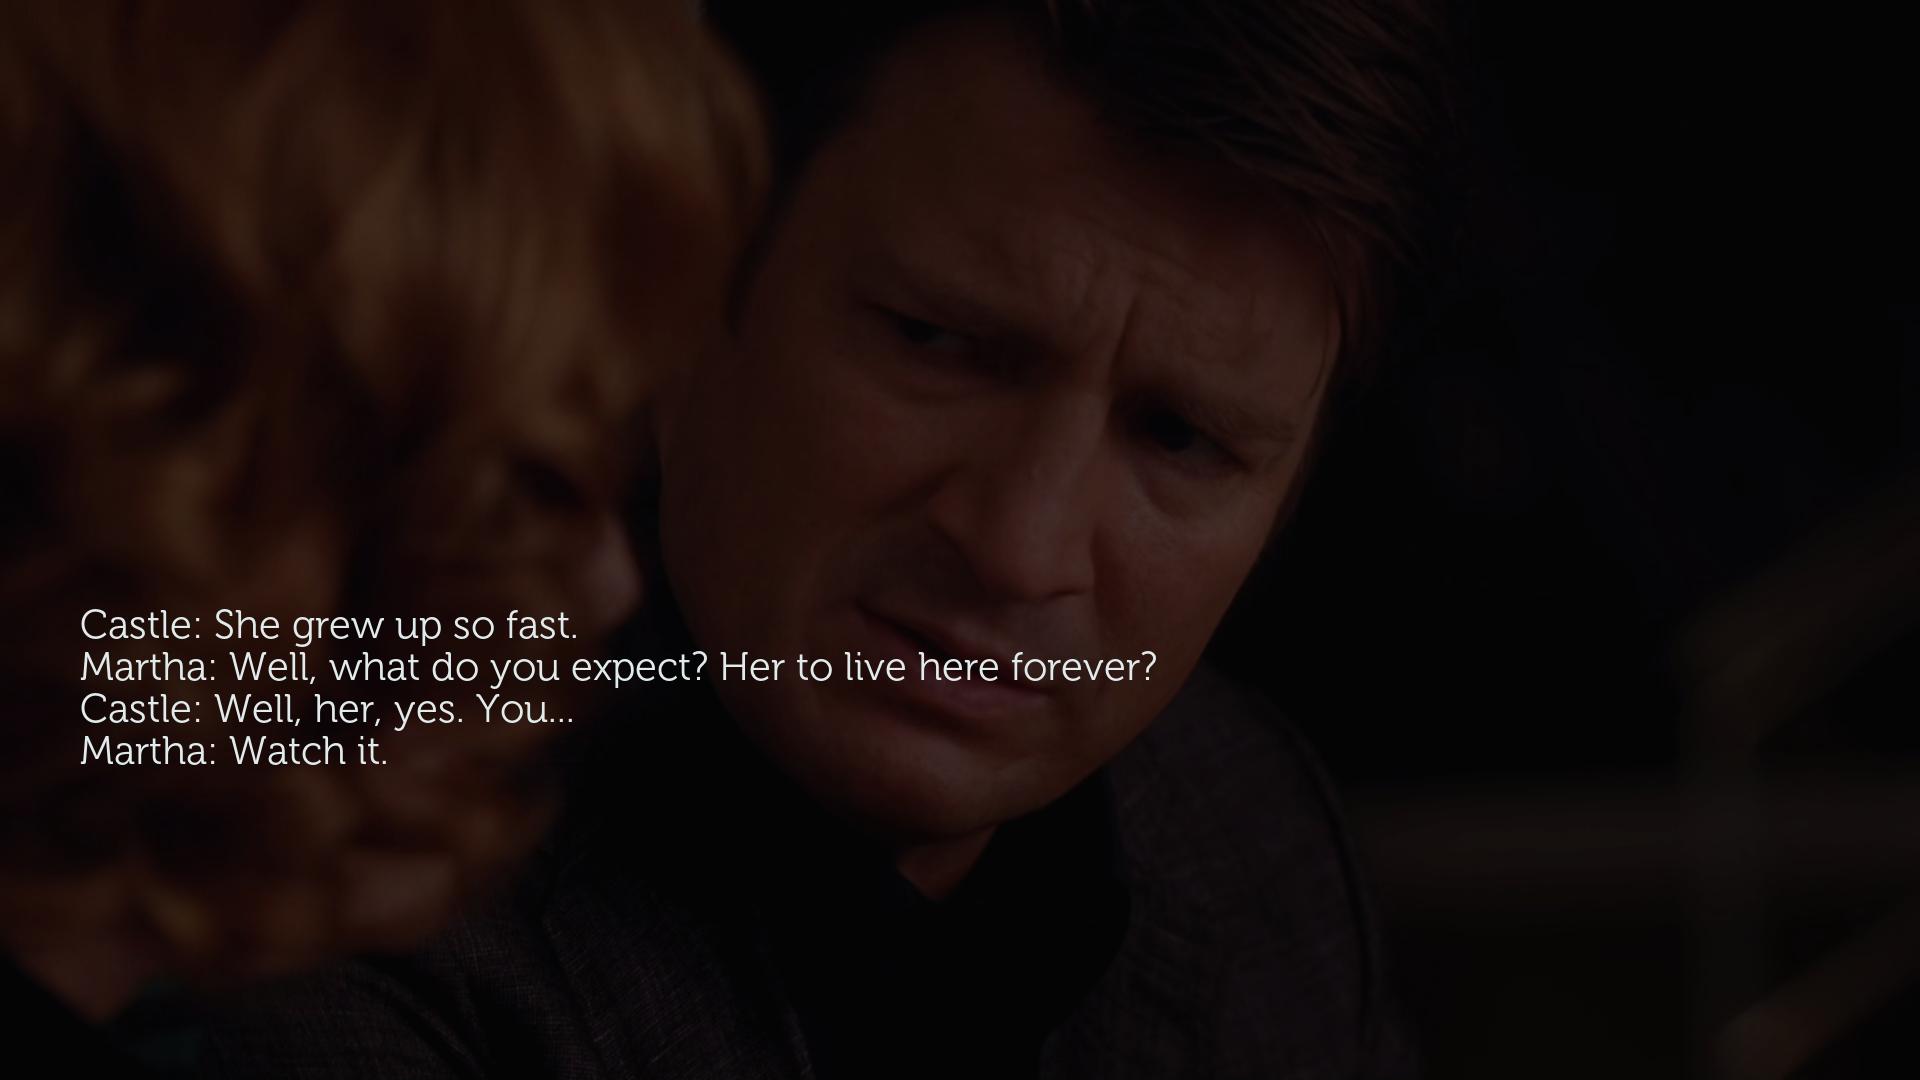 Castle: She grew up so fast.
Martha: Well, what do you expect? Her to live here forever?
Castle: Well, her, yes. You...
Martha: Watch it.